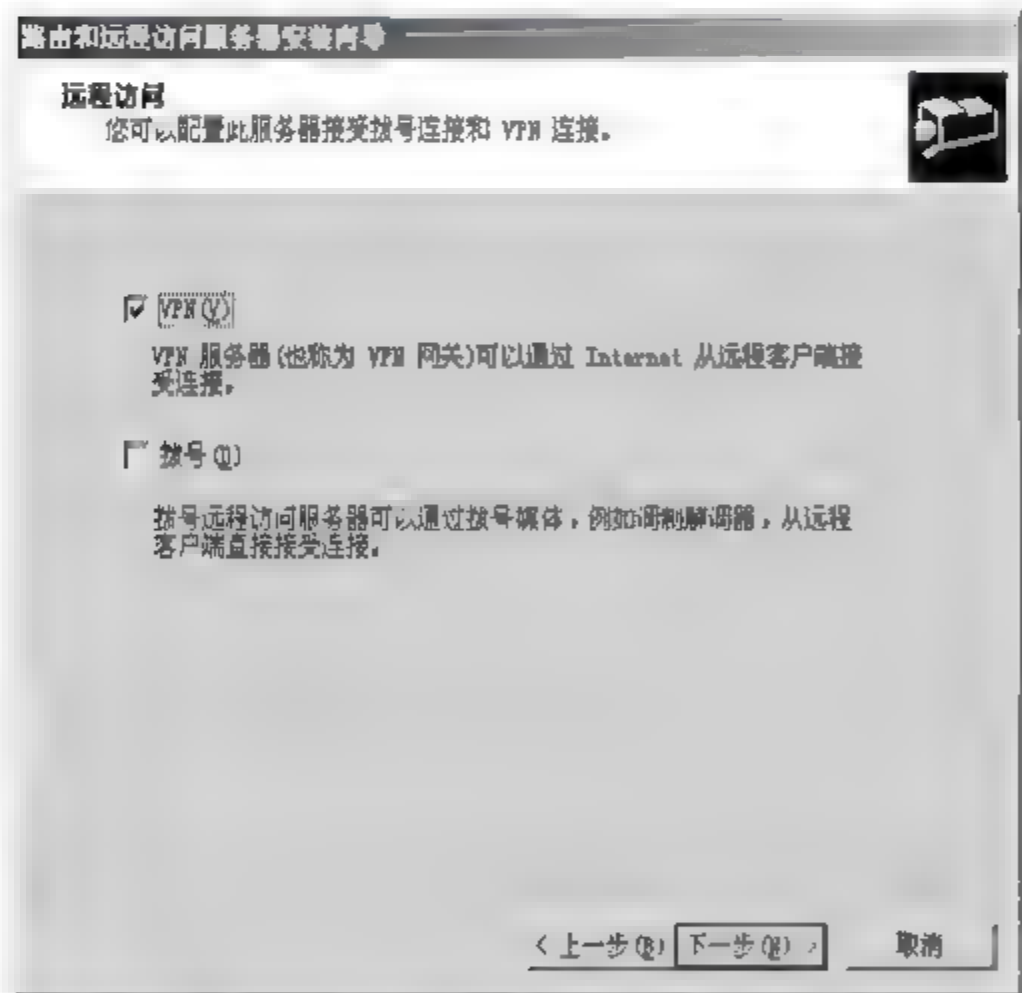 路由和远程访问服务器安装向导
远程访问
您可以配置此服务器接受拨号连接和 VPN 连接。
VPN(V)
VPN 服务器(也称为 VPN 网关)可以通过 Internet 从远程客户端接
受连接。
拨号(D)
拨号远程访问服务器可以通过拨号媒体，例如调制解调器，从远程
客户端直接接受连接。
< 上一步(B) 下一步(N) > 取消